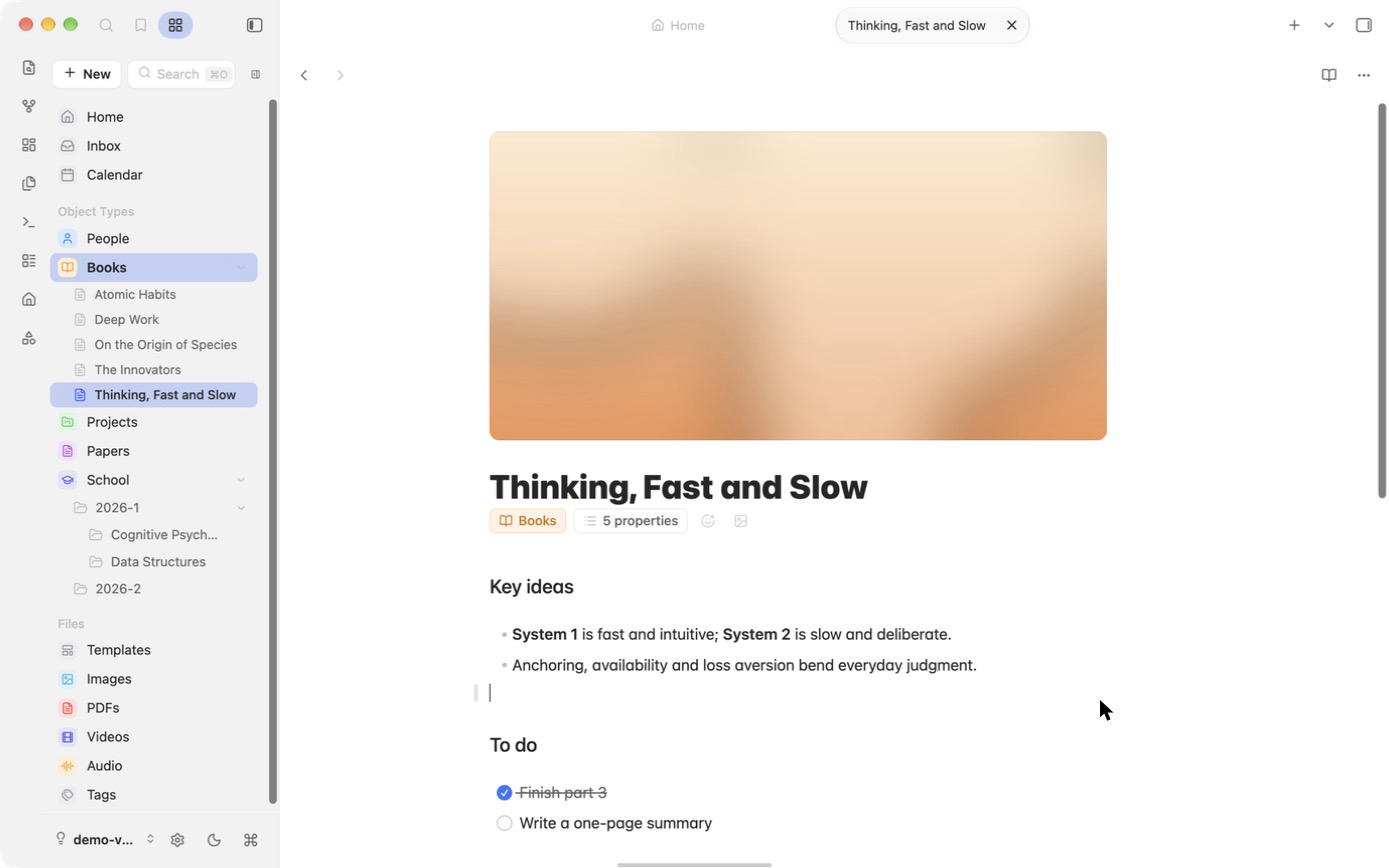 Home
Thinking, Fast and Slow
New
Search ⌘O
Home
Inbox
Calendar
Object Types
People
Books
Atomic Habits
Deep Work
On the Origin of Species
The Innovators
Thinking, Fast and Slow
Projects
Papers
School
2026-1
Cognitive Psych...
Data Structures
2026-2
Files
Templates
Images
PDFs
Videos
Audio
Tags
demo-v...
Thinking, Fast and Slow
Books
5 properties
Key ideas
• System 1 is fast and intuitive; System 2 is slow and deliberate.
• Anchoring, availability and loss aversion bend everyday judgment.
To do
Finish part 3
Write a one-page summary